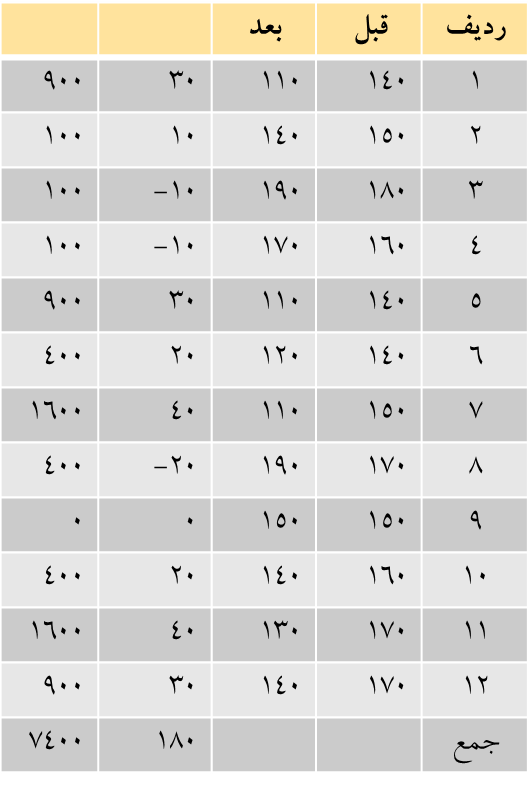 ردیف قبل بعد
١ ١٤٠ ١١٠ ٣٠ ٩٠٠
٢ ١٥٠ ١٤٠ ١٠ ١٠٠
٣ ١٨٠ ١٩٠ ١٠− ١٠٠
٤ ١٦٠ ١٧٠ ١٠− ١٠٠
٥ ١٤٠ ١١٠ ٣٠ ٩٠٠
٦ ١٤٠ ١٢٠ ٢٠ ٤٠٠
٧ ١٥٠ ١١٠ ٤٠ ١٦٠٠
٨ ١٧٠ ١٩٠ ٢٠− ٤٠٠
٩ ١٥٠ ١٥٠ ٠ ٠
١٠ ١٦٠ ١٤٠ ٢٠ ٤٠٠
١١ ١٧٠ ١٣٠ ٤٠ ١٦٠٠
١٢ ١٧٠ ١٤٠ ٣٠ ٩٠٠
جمع ١٨٠ ٧٤٠٠